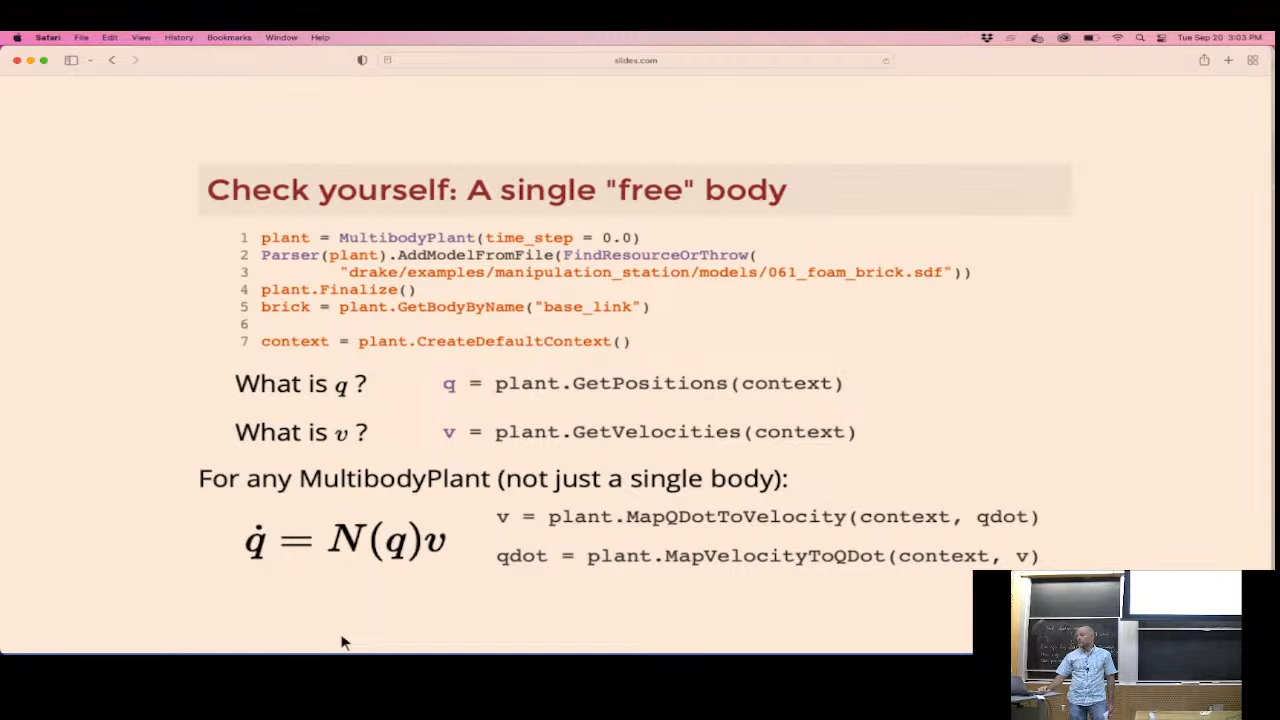 Safari File Edit View History Bookmarks Window Help Tue Sep 20 3:03 PM
slides.com
Check yourself: A single "free" body
1 plant = MultibodyPlant(time_step = 0.0)
2 Parser(plant).AddModelFromFile(FindResourceOrThrow(
3 "drake/examples/manipulation_station/models/061_foam_brick.sdf"))
4 plant.Finalize()
5 brick = plant.GetBodyByName("base_link")
6
7 context = plant.CreateDefaultContext()
What is q ? q = plant.GetPositions(context)
What is v ? v = plant.GetVelocities(context)
For any MultibodyPlant (not just a single body):
v = plant.MapQDotToVelocity(context, qdot)
q̇ = N(q)v
qdot = plant.MapVelocityToQDot(context, v)